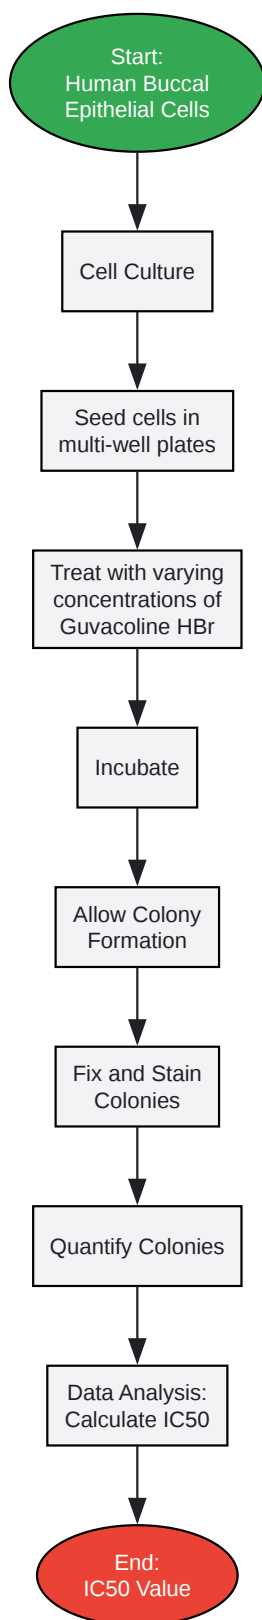 Start:
Human Buccal
Epithelial Cells
Cell Culture
Seed cells in
multi-well plates
Treat with varying
concentrations of
Guvacoline HBr
Incubate
Allow Colony
Formation
Fix and Stain
Colonies
Quantify Colonies
Data Analysis:
Calculate IC50
End:
IC50 Value